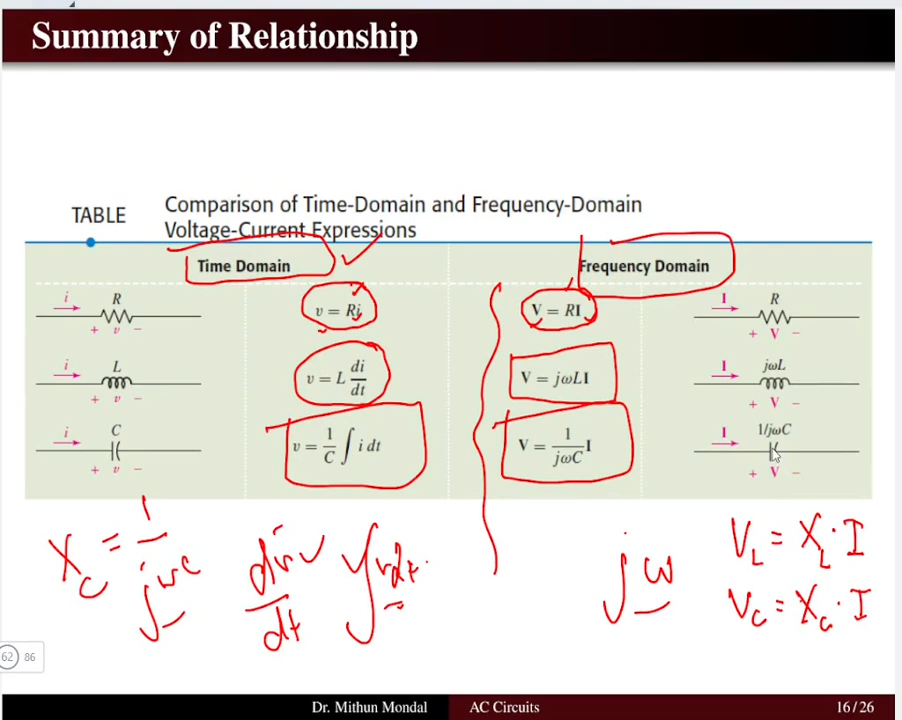 Summary of Relationship
TABLE
Comparison of Time-Domain and Frequency-Domain
Voltage-Current Expressions
Time Domain
Frequency Domain
i R + v −
v = Ri
V = RI
I R + V −
i L + v −
v = L di/dt
V = jωLI
I jωL + V −
i C + v −
v = 1/C ∫ i dt
V = 1/jωC I
I 1/jωC + V −
X_C = 1/jωC
jω
V_L = X_L · I
V_C = X_C · I
62 86
Dr. Mithun Mondal AC Circuits 16 / 26